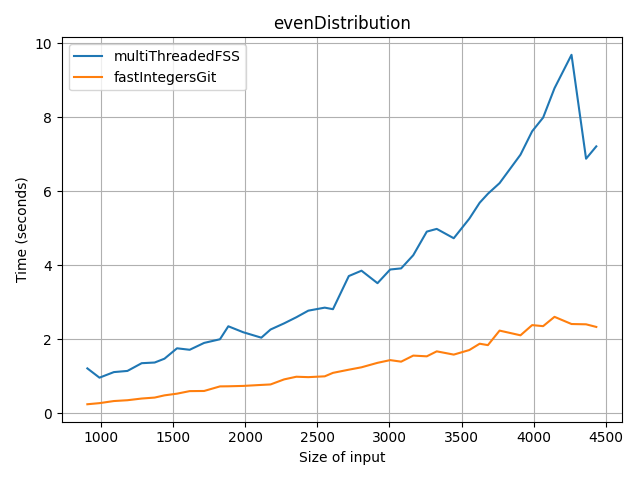 evenDistribution
multiThreadedFSS
fastIntegersGit
Time (seconds)
10
8
6
4
2
0
1000 1500 2000 2500 3000 3500 4000 4500
Size of input